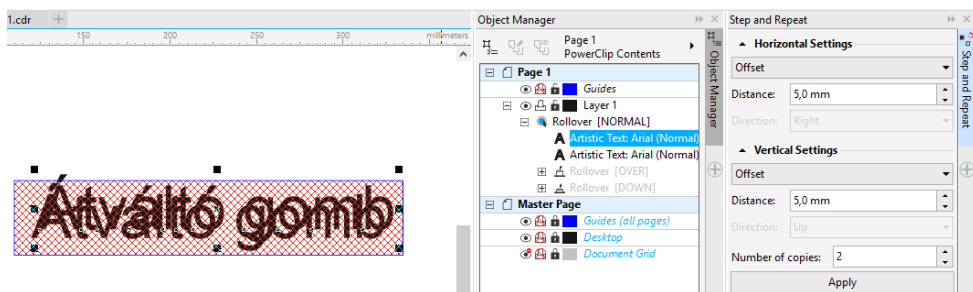 1.cdr
150 200 250 300 millimeters
Átváltó gomb
Object Manager
Page 1
PowerClip Contents
Page 1
Guides
Layer 1
Rollover [NORMAL]
Artistic Text: Arial (Normal)
Artistic Text: Arial (Normal)
Rollover [OVER]
Rollover [DOWN]
Master Page
Guides (all pages)
Desktop
Document Grid
Object Manager
Step and Repeat
Horizontal Settings
Offset
Distance: 5,0 mm
Direction: Right
Vertical Settings
Offset
Distance: 5,0 mm
Direction: Up
Number of copies: 2
Apply
Step and Repeat